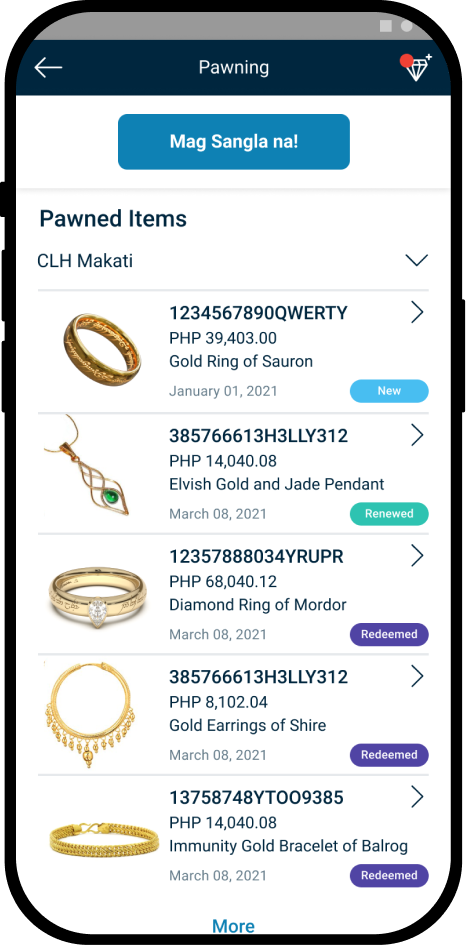 Pawning
Mag Sangla na!
Pawned Items
CLH Makati
1234567890QWERTY
PHP 39,403.00
Gold Ring of Sauron
January 01, 2021
New
385766613H3LLY312
PHP 14,040.08
Elvish Gold and Jade Pendant
March 08, 2021
Renewed
12357888034YRUPR
PHP 68,040.12
Diamond Ring of Mordor
March 08, 2021
Redeemed
385766613H3LLY312
PHP 8,102.04
Gold Earrings of Shire
March 08, 2021
Redeemed
13758748YTOO9385
PHP 14,040.08
Immunity Gold Bracelet of Balrog
March 08, 2021
Redeemed
More